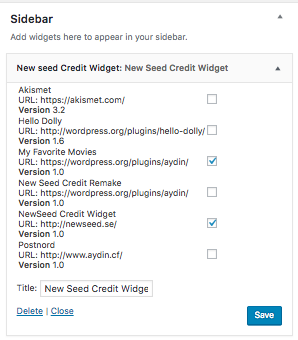 Sidebar
Add widgets here to appear in your sidebar.
New seed Credit Widget: New Seed Credit Widget
Akismet
URL: https://akismet.com/
Version 3.2
Hello Dolly
URL: http://wordpress.org/plugins/hello-dolly/
Version 1.6
My Favorite Movies
URL: https://wordpress.org/plugins/aydin/
Version 1.0
New Seed Credit Remake
URL: https://wordpress.org/plugins/aydin/
Version 1.0
NewSeed Credit Widget
URL: http://newseed.se/
Version 1.0
Postnord
URL: http://www.aydin.cf/
Version 1.0
Title: New Seed Credit Widge
Delete | Close
Save